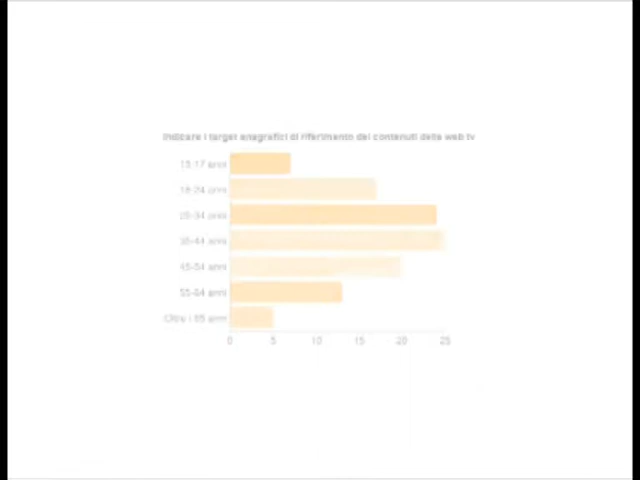 Indicare i target anagrafici di riferimento dei contenuti della web tv
13-17 anni
18-24 anni
25-34 anni
35-44 anni
45-54 anni
55-64 anni
Oltre i 65 anni
0 5 10 15 20 25